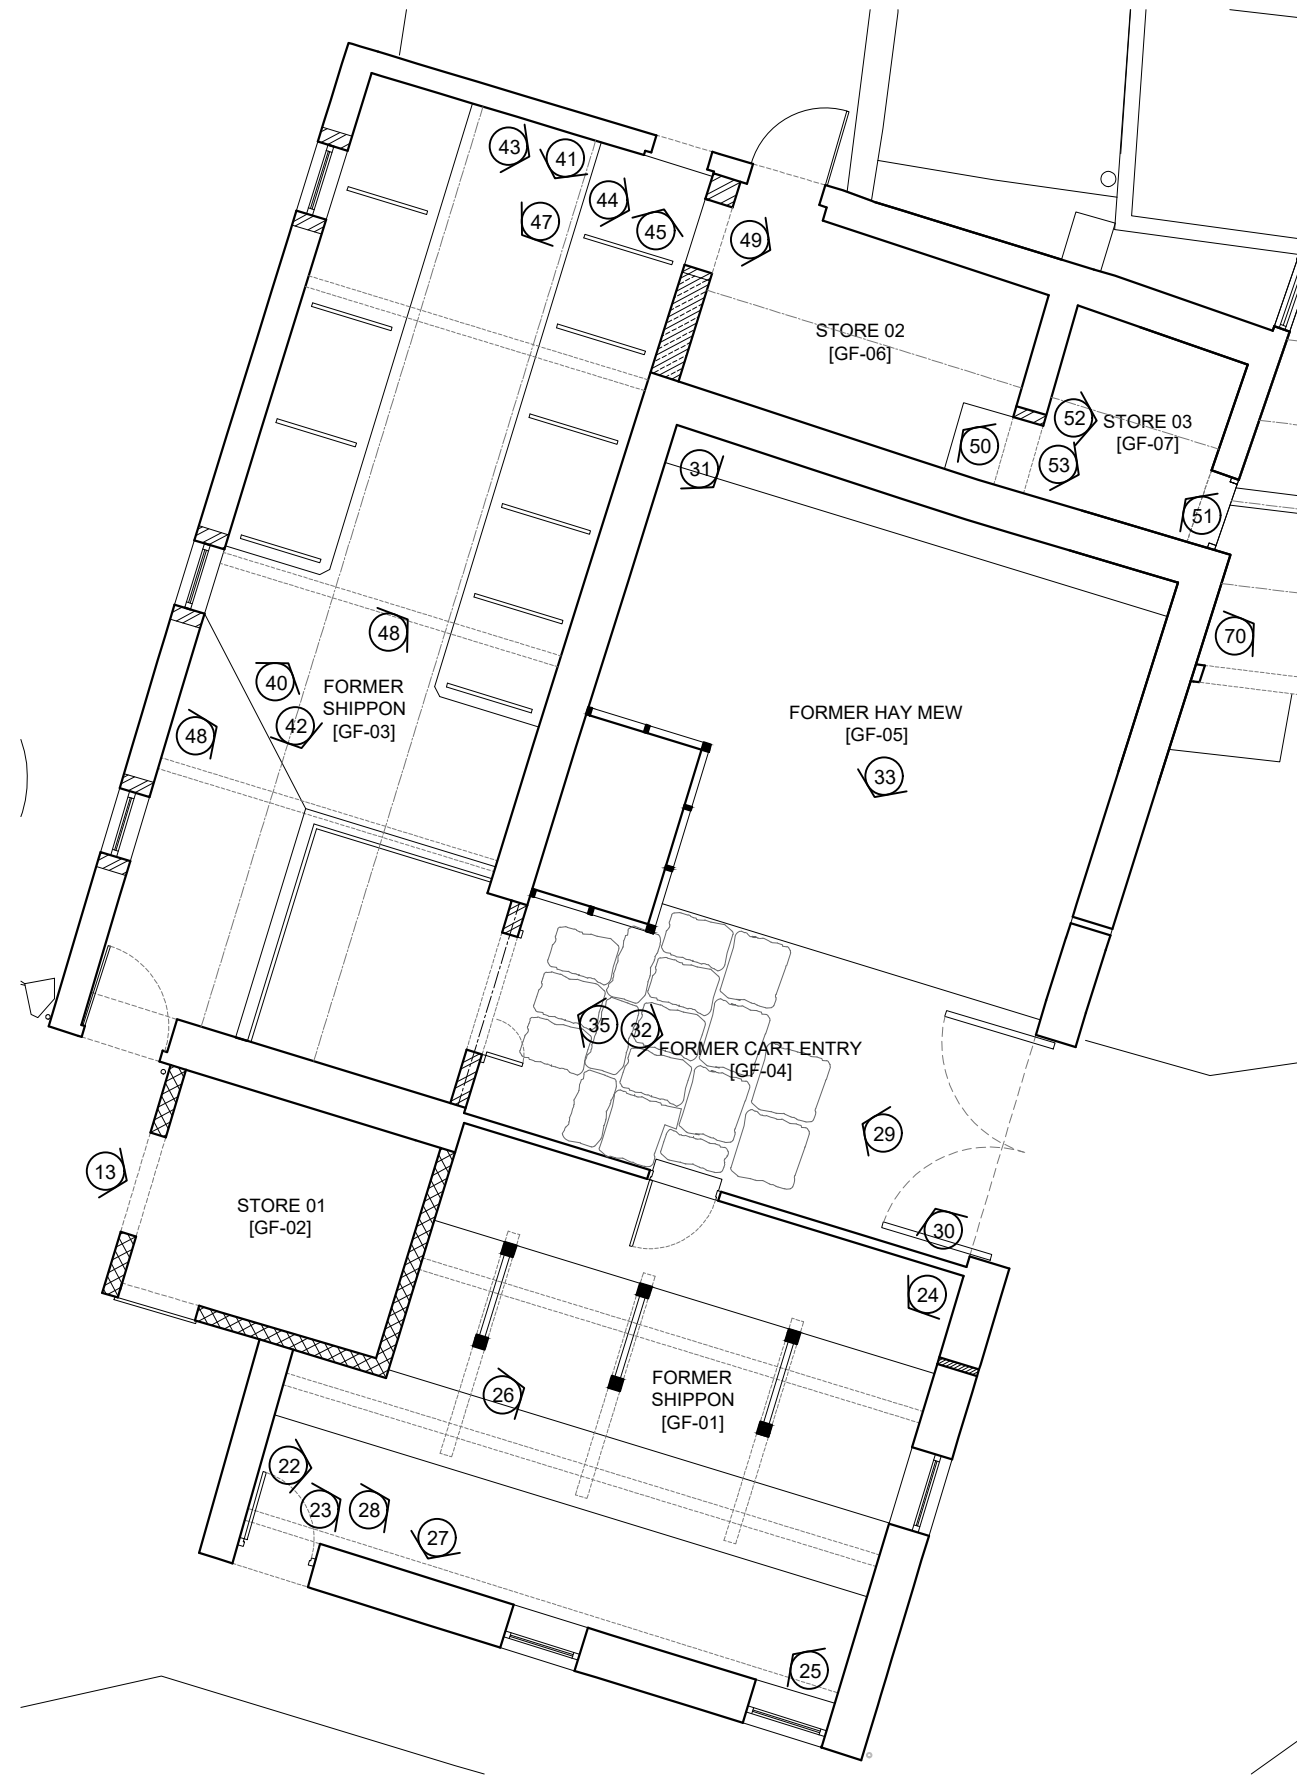 43
41
44
47
45
49
STORE 02
[GF-06]
52
STORE 03
[GF-07]
50
53
31
51
48
70
40
FORMER
SHIPPON
[GF-03]
42
48
FORMER HAY MEW
[GF-05]
33
35
32
FORMER CART ENTRY
[GF-04]
29
13
STORE 01
[GF-02]
30
24
FORMER
SHIPPON
[GF-01]
26
22
23
28
27
25